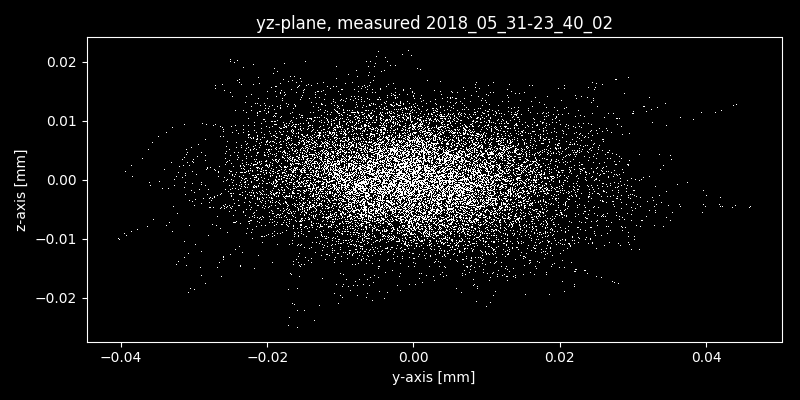 yz-plane, measured 2018_05_31-23_40_02
z-axis [mm]
0.02
0.01
0.00
−0.01
−0.02
−0.04 −0.02 0.00 0.02 0.04
y-axis [mm]